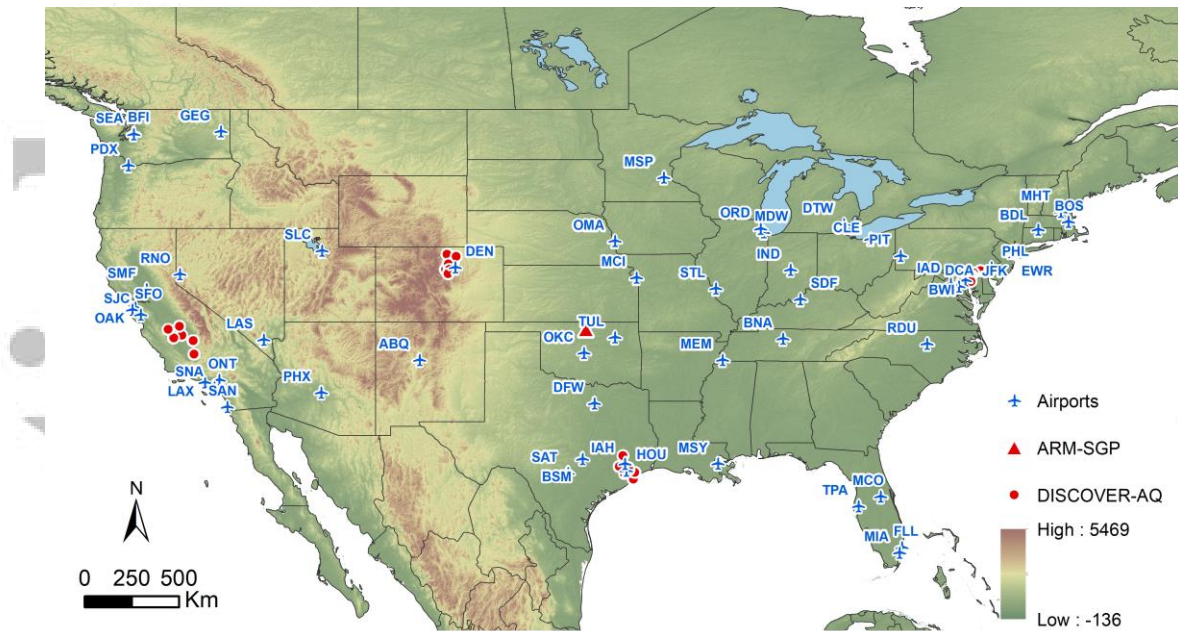 SEA BFI
GEG
PDX
MSP
MHT
ORD
MDW
DTW
BOS
BDL
OMA
CLE
PIT
SLC
DEN
PHL
RNO
MCI
IND
IAD
DCA
JFK
EWR
SMF
STL
SDF
BWI
SJC
SFO
OAK
LAS
TUL
BNA
RDU
OKC
ABQ
MEM
ONT
SNA
PHX
LAX
SAN
DFW
Airports
IAH
HOU
MSY
SAT
BSM
ARM-SGP
TPA
MCO
DISCOVER-AQ
N
MIA
FLL
High : 5469
0 250 500
Km
Low : -136